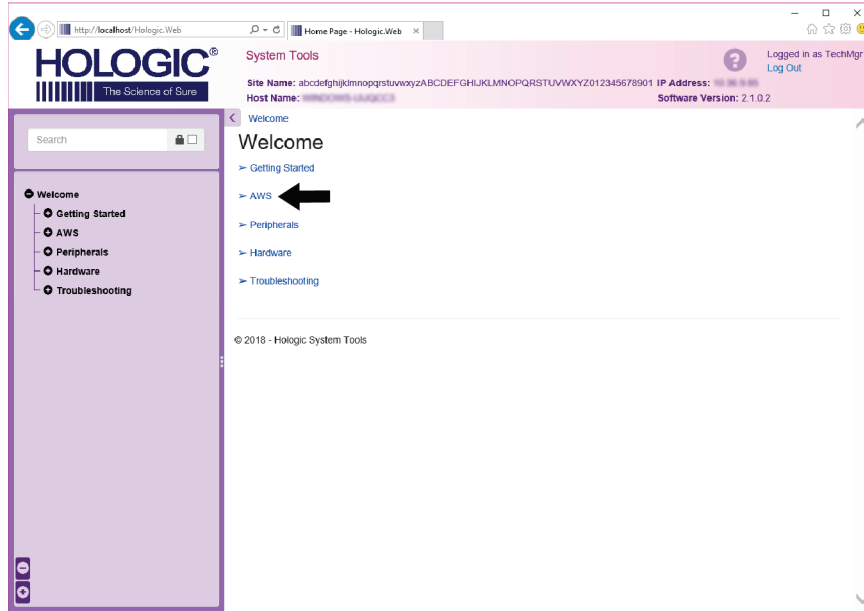 http://localhost/Hologic.Web
Home Page - Hologic.Web
HOLOGIC®
The Science of Sure
System Tools
Logged in as TechMgr
Log Out
Site Name: abcdefghijklmnopqrstuvwxyzABCDEFGHIJKLMNOPQRSTUVWXYZ012345678901 IP Address:
Host Name:
Software Version: 2.1.0.2
Search
Welcome
Getting Started
AWS
Peripherals
Hardware
Troubleshooting
Welcome
Welcome
➢ Getting Started
➢ AWS
➢ Peripherals
➢ Hardware
➢ Troubleshooting
© 2018 - Hologic System Tools